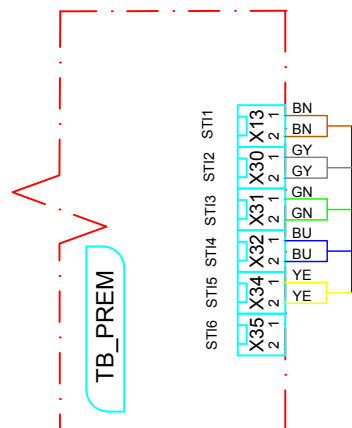 STI1 X13 1 BN
2 BN
STI2 X30 1 GY
2 GY
STI3 X31 1 GN
2 GN
STI4 X32 1 BU
2 BU
STI5 X34 1 YE
2 YE
STI6 X35 1
2
TB_PREM